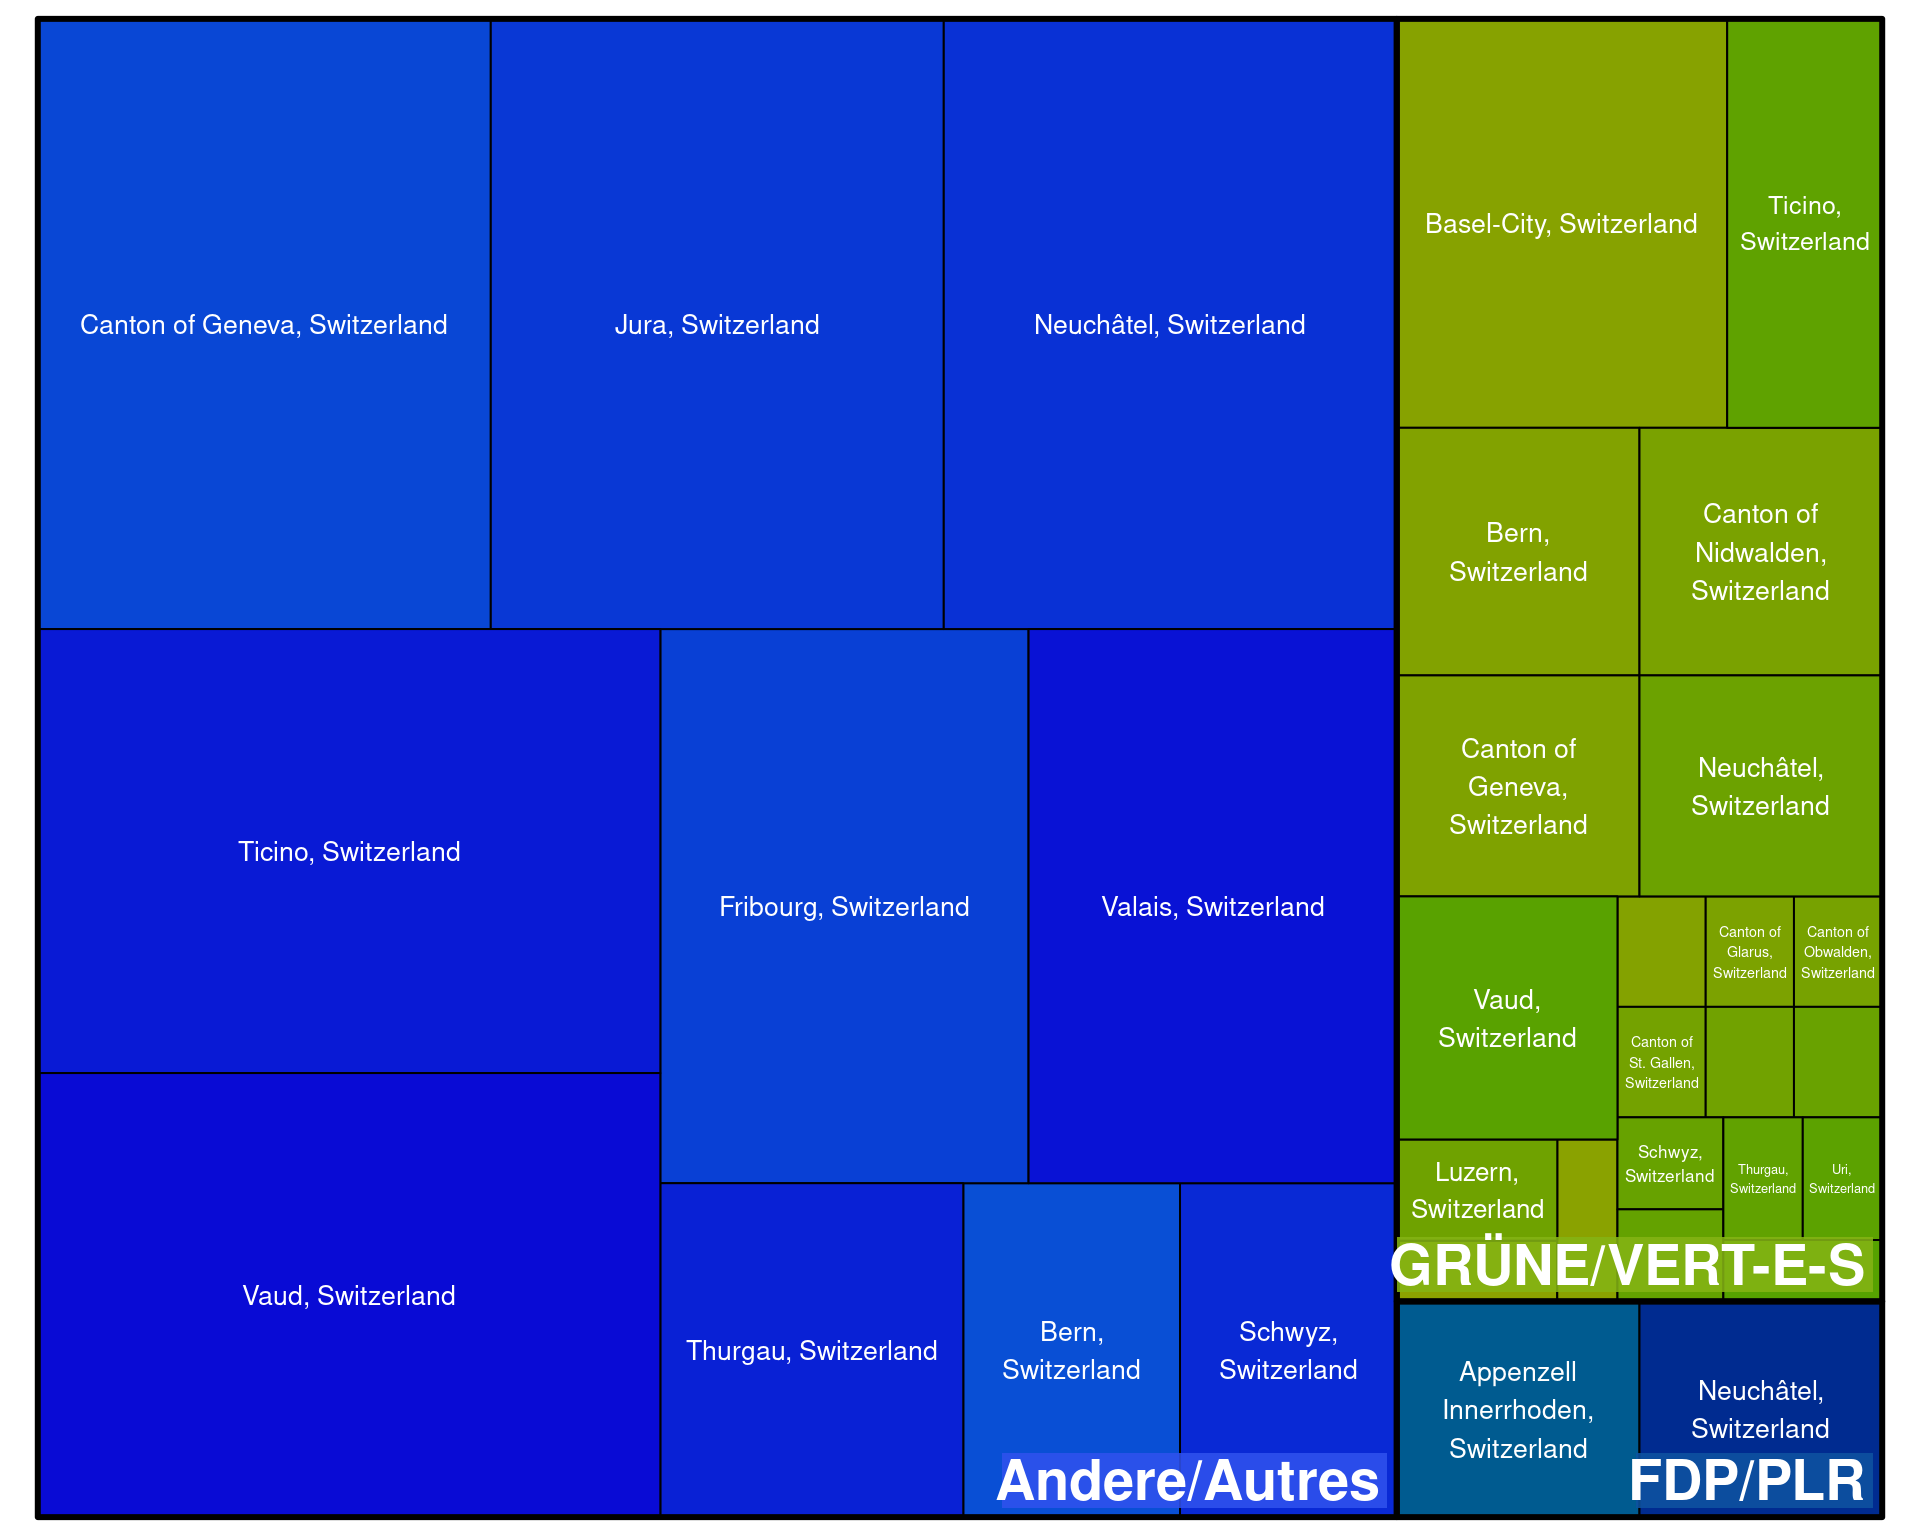 Canton of Geneva, Switzerland
Jura, Switzerland
Neuchâtel, Switzerland
Ticino, Switzerland
Vaud, Switzerland
Fribourg, Switzerland
Valais, Switzerland
Thurgau, Switzerland
Bern,
Switzerland
Schwyz,
Switzerland
Andere/Autres
Basel-City, Switzerland
Ticino,
Switzerland
Bern,
Switzerland
Canton of
Nidwalden,
Switzerland
Canton of
Geneva,
Switzerland
Neuchâtel,
Switzerland
Vaud,
Switzerland
Canton of
Glarus,
Switzerland
Canton of
Obwalden,
Switzerland
Canton of
St. Gallen,
Switzerland
Luzern,
Switzerland
Schwyz,
Switzerland
Thurgau,
Switzerland
Uri,
Switzerland
GRÜNE/VERT-E-S
Appenzell
Innerrhoden,
Switzerland
Neuchâtel,
Switzerland
FDP/PLR